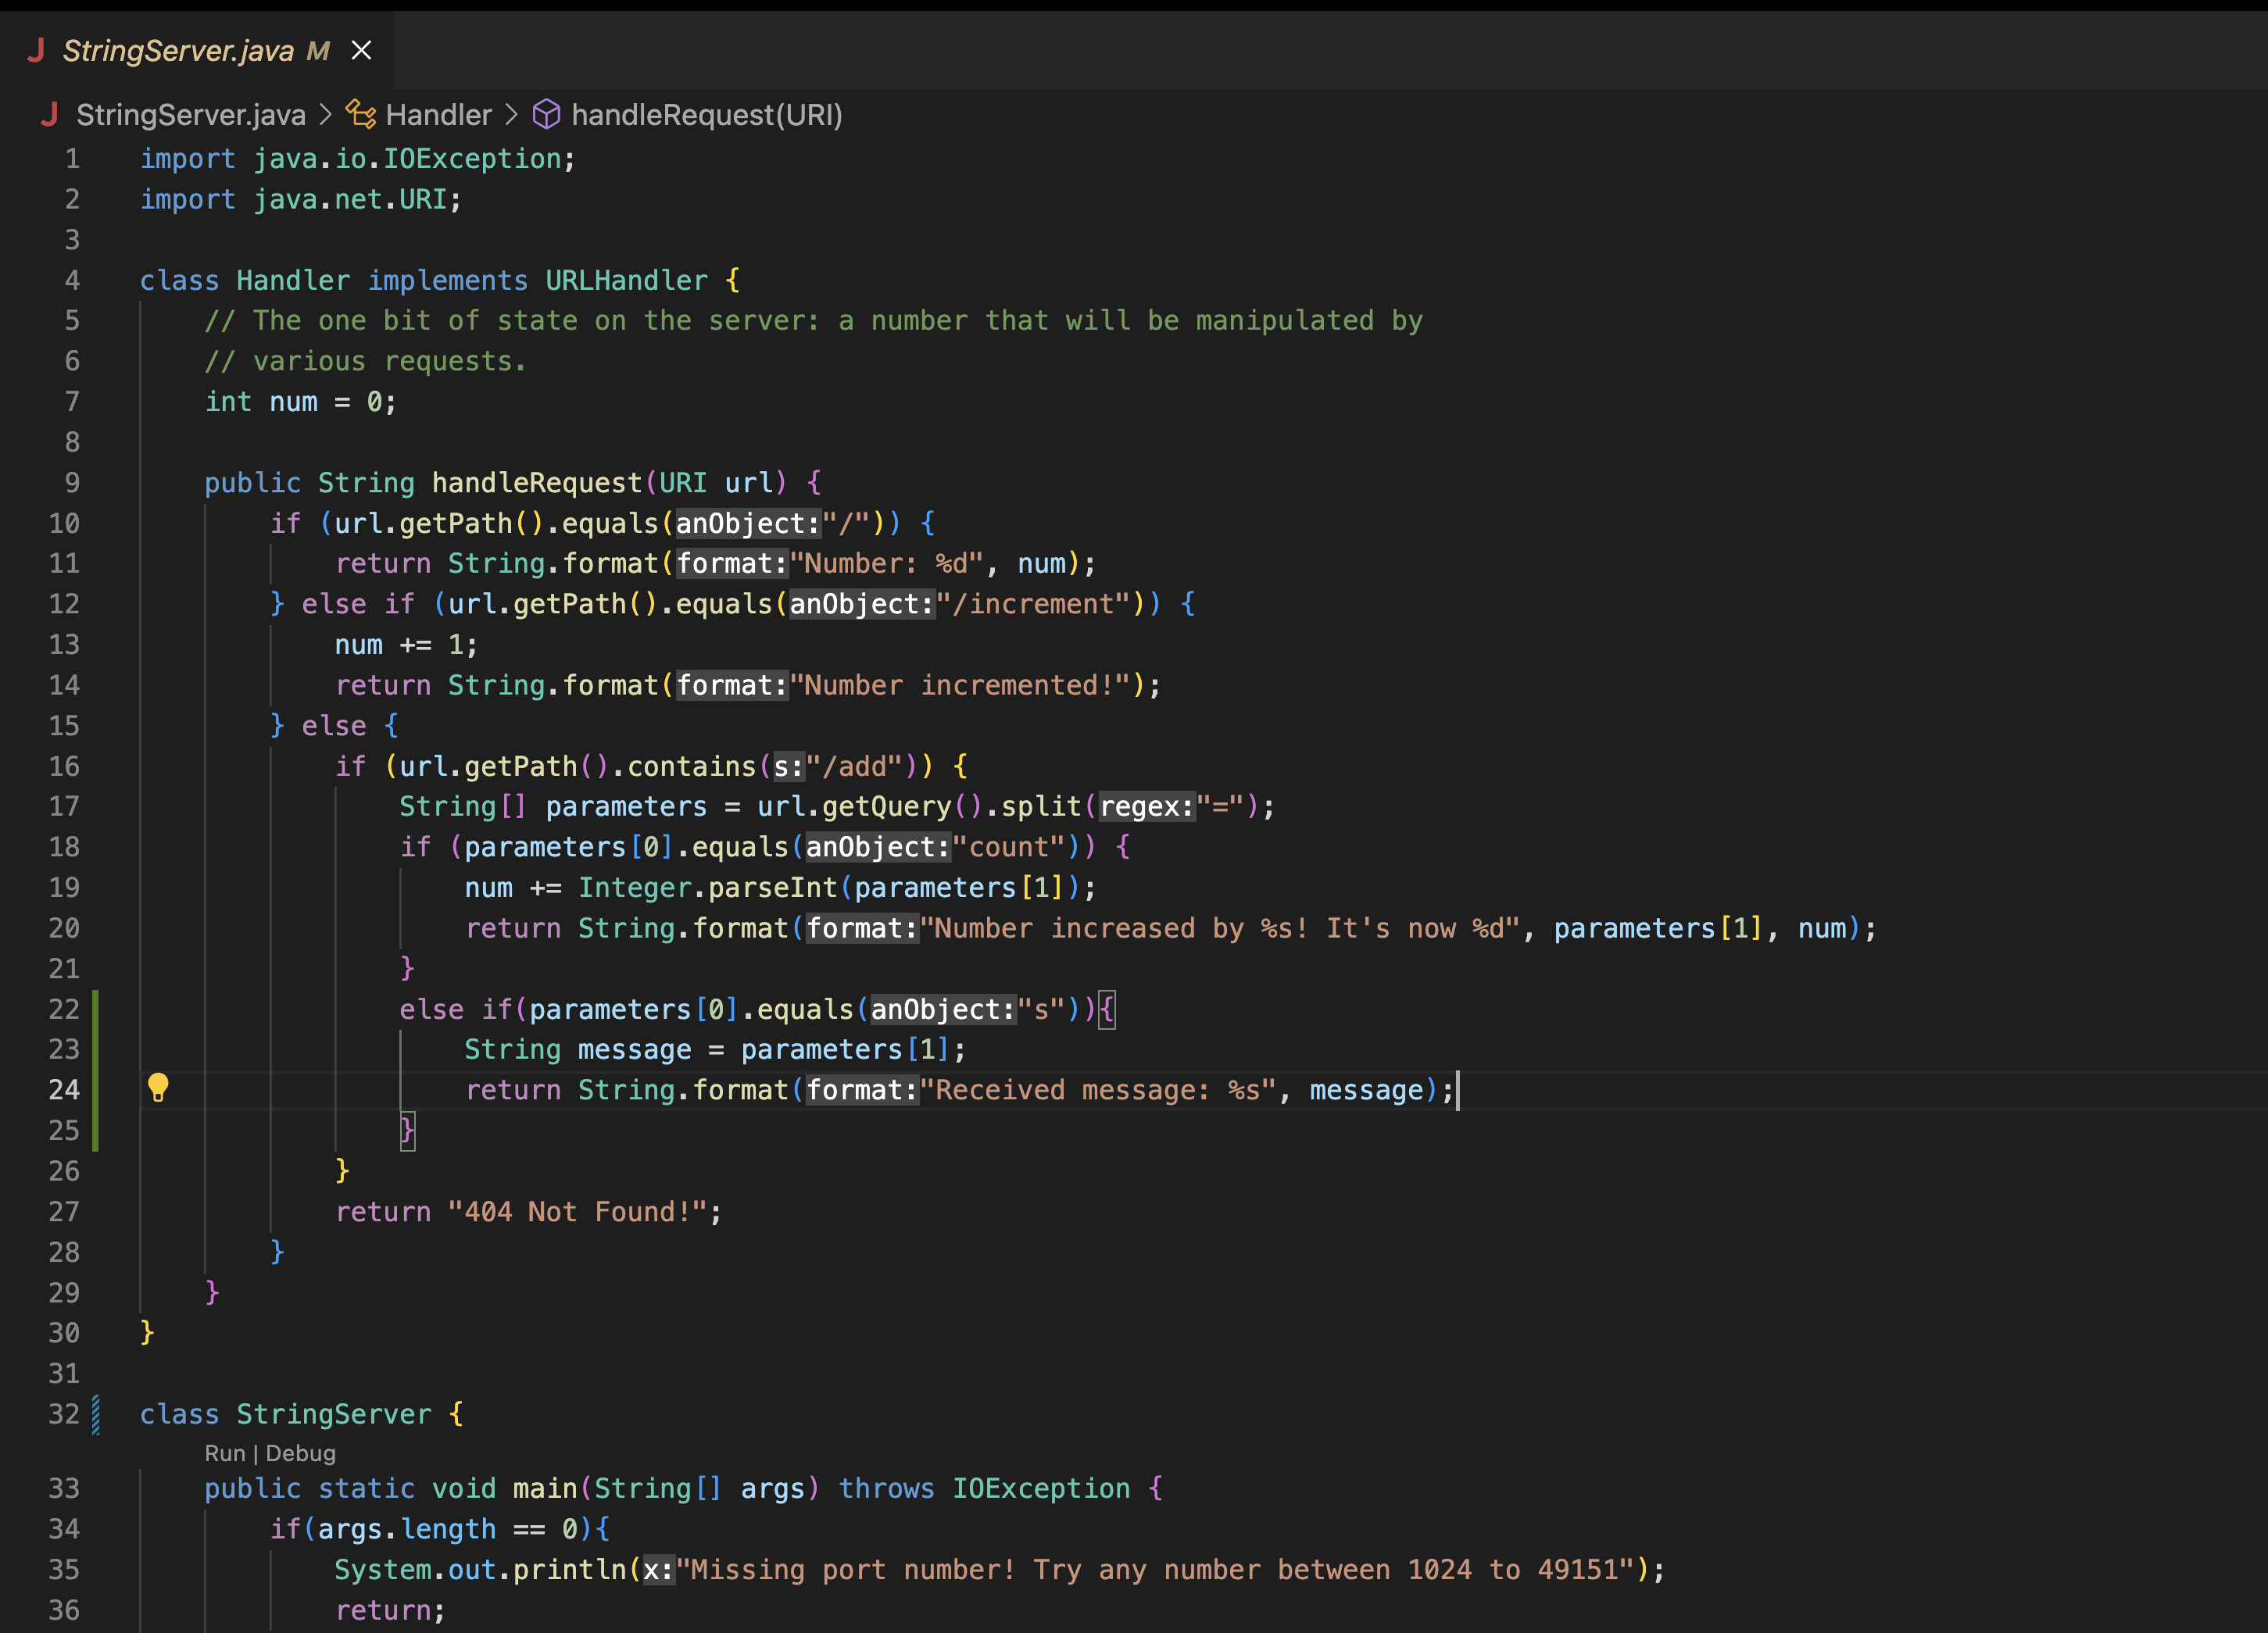 StringServer.java M
StringServer.java > Handler > handleRequest(URI)
1 import java.io.IOException;
2 import java.net.URI;
3
4 class Handler implements URLHandler {
5     // The one bit of state on the server: a number that will be manipulated by
6     // various requests.
7     int num = 0;
8
9     public String handleRequest(URI url) {
10         if (url.getPath().equals(anObject:"/")) {
11             return String.format(format:"Number: %d", num);
12         } else if (url.getPath().equals(anObject:"/increment")) {
13             num += 1;
14             return String.format(format:"Number incremented!");
15         } else {
16             if (url.getPath().contains(s:"/add")) {
17                 String[] parameters = url.getQuery().split(regex:"=");
18                 if (parameters[0].equals(anObject:"count")) {
19                     num += Integer.parseInt(parameters[1]);
20                     return String.format(format:"Number increased by %s! It's now %d", parameters[1], num);
21                 }
22                 else if(parameters[0].equals(anObject:"s")){
23                     String message = parameters[1];
24                     return String.format(format:"Received message: %s", message);
25                 }
26             }
27             return "404 Not Found!";
28         }
29     }
30 }
31
32 class StringServer {
Run | Debug
33     public static void main(String[] args) throws IOException {
34         if(args.length == 0){
35             System.out.println(x:"Missing port number! Try any number between 1024 to 49151");
36             return;